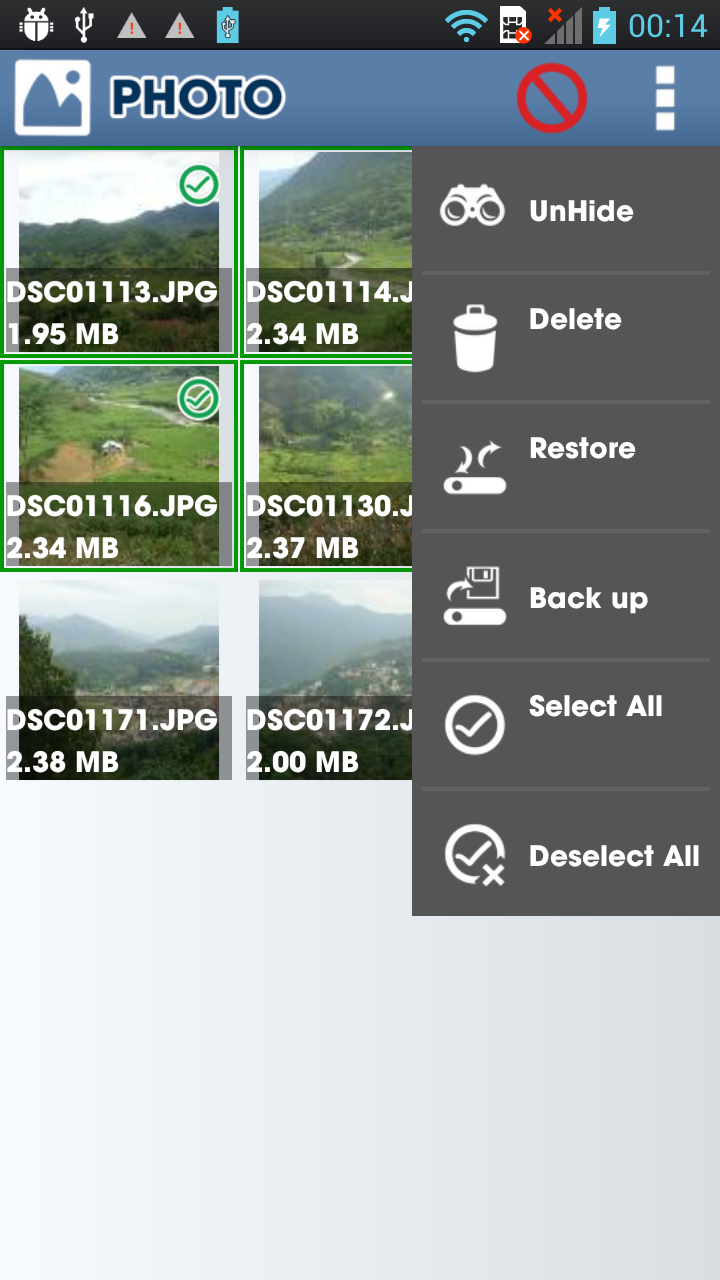 00:14
PHOTO
DSC01113.JPG
1.95 MB
DSC01114.J
2.34 MB
DSC01116.JPG
2.34 MB
DSC01130.J
2.37 MB
DSC01171.JPG
2.38 MB
DSC01172.J
2.00 MB
UnHide
Delete
Restore
Back up
Select All
Deselect All